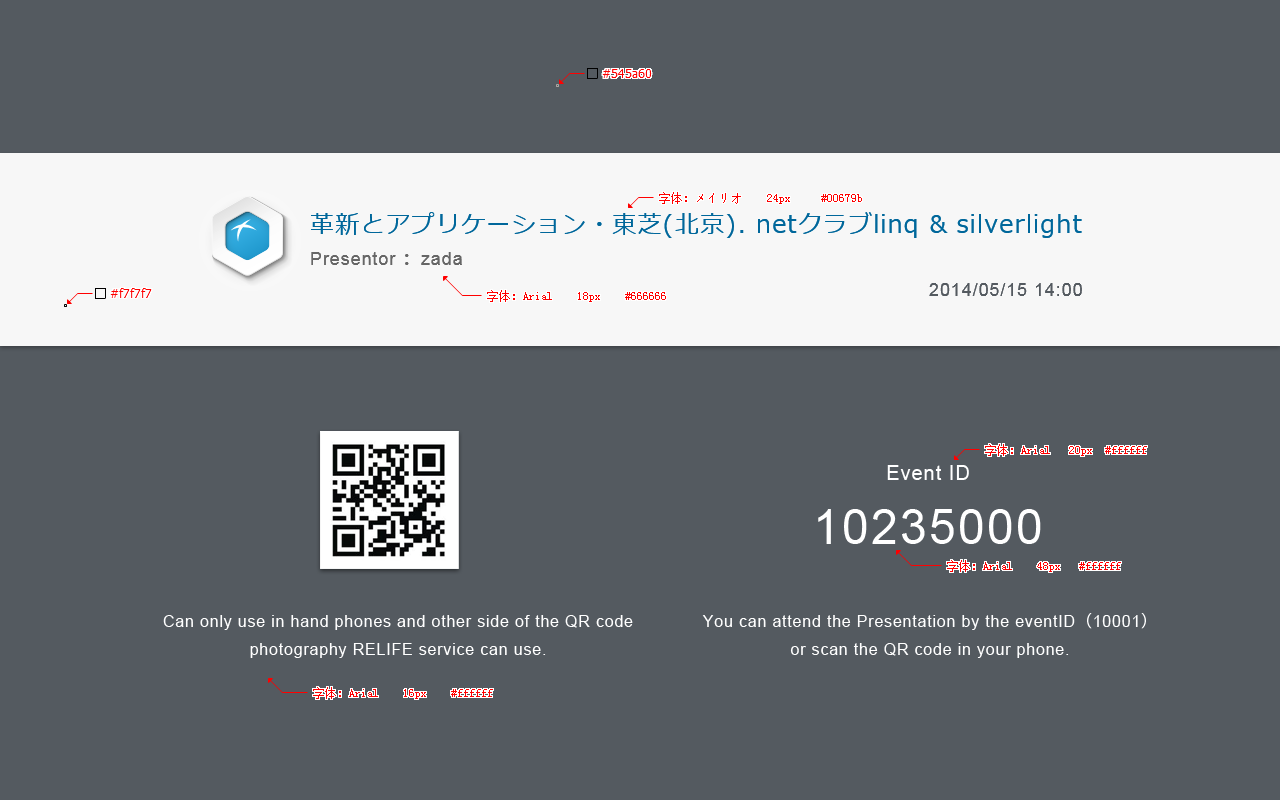 #545a60
字体: メイリオ 24px #00679b
革新とアプリケーション・東芝(北京). netクラブlinq & silverlight
Presentor： zada
#f7f7f7
字体: Arial 18px #666666
2014/05/15 14:00
字体: Arial 20px #ffffff
Event ID
10235000
字体: Arial 48px #ffffff
Can only use in hand phones and other side of the QR code
photography RELIFE service can use.
You can attend the Presentation by the eventID（10001）
or scan the QR code in your phone.
字体: Arial 18px #ffffff